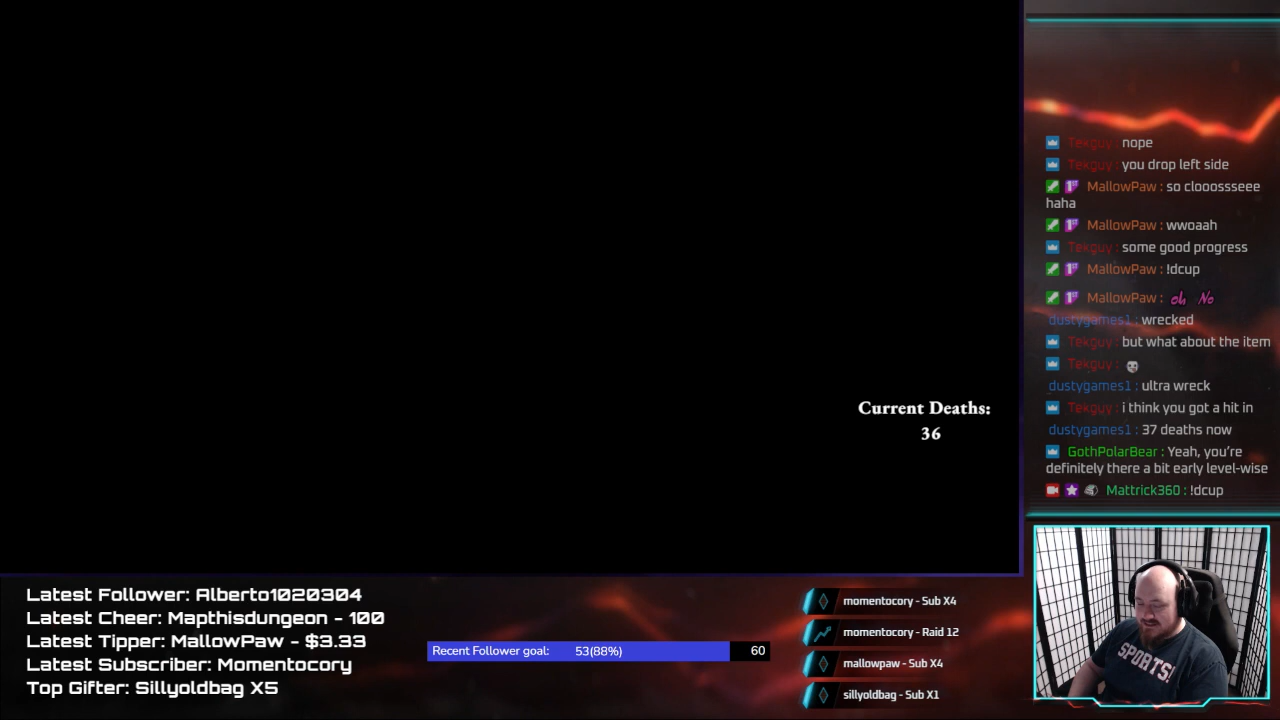 Tekguy : nope
Tekguy : you drop left side
MallowPaw : so clooossseee
haha
MallowPaw : wwoaah
Tekguy : some good progress
MallowPaw : !dcup
MallowPaw : oh No
dustygames1 : wrecked
Tekguy : but what about the item
Tekguy :
dustygames1 : ultra wreck
Tekguy : i think you got a hit in
dustygames1 : 37 deaths now
GothPolarBear : Yeah, you're
definitely there a bit early level-wise
Mattrick360 : !dcup
Current Deaths:
36
Latest Follower: Alberto1020304
Latest Cheer: Mapthisdungeon - 100
Latest Tipper: MallowPaw - $3.33
Latest Subscriber: Momentocory
Top Gifter: Sillyoldbag X5
Recent Follower goal: 53(88%) 60
momentocory - Sub X4
momentocory - Raid 12
mallowpaw - Sub X4
sillyoldbag - Sub X1
SPORTS!